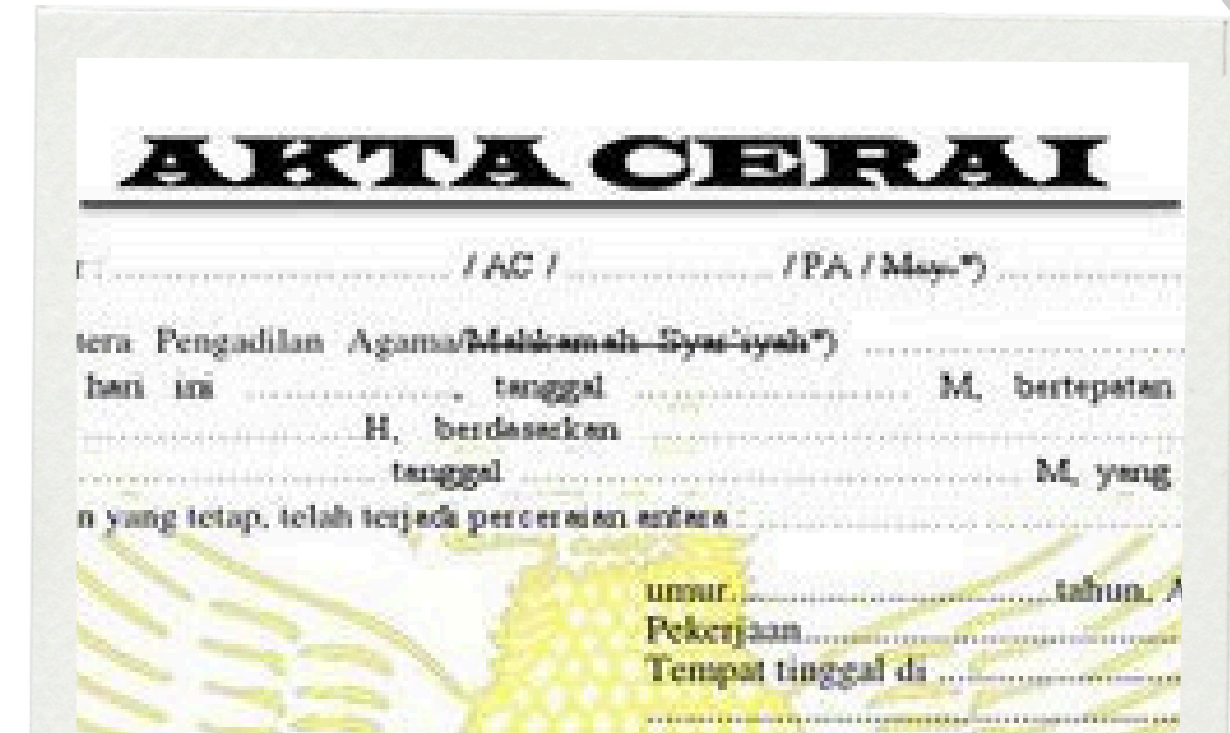 AKTA CERAI
r : .................... / AC / .................... / PA / Msy.*) ....................
tera Pengadilan Agama/Mahkamah Syar'iyah*) ....................
hari ini ...................., tanggal .................... M, bertepatan
.................... H, berdasarkan ....................
.................... tanggal .................... M, yang
n yang tetap, telah terjadi perceraian antara ....................
umur....................tahun, A
Pekerjaan....................
Tempat tinggal di ....................
....................